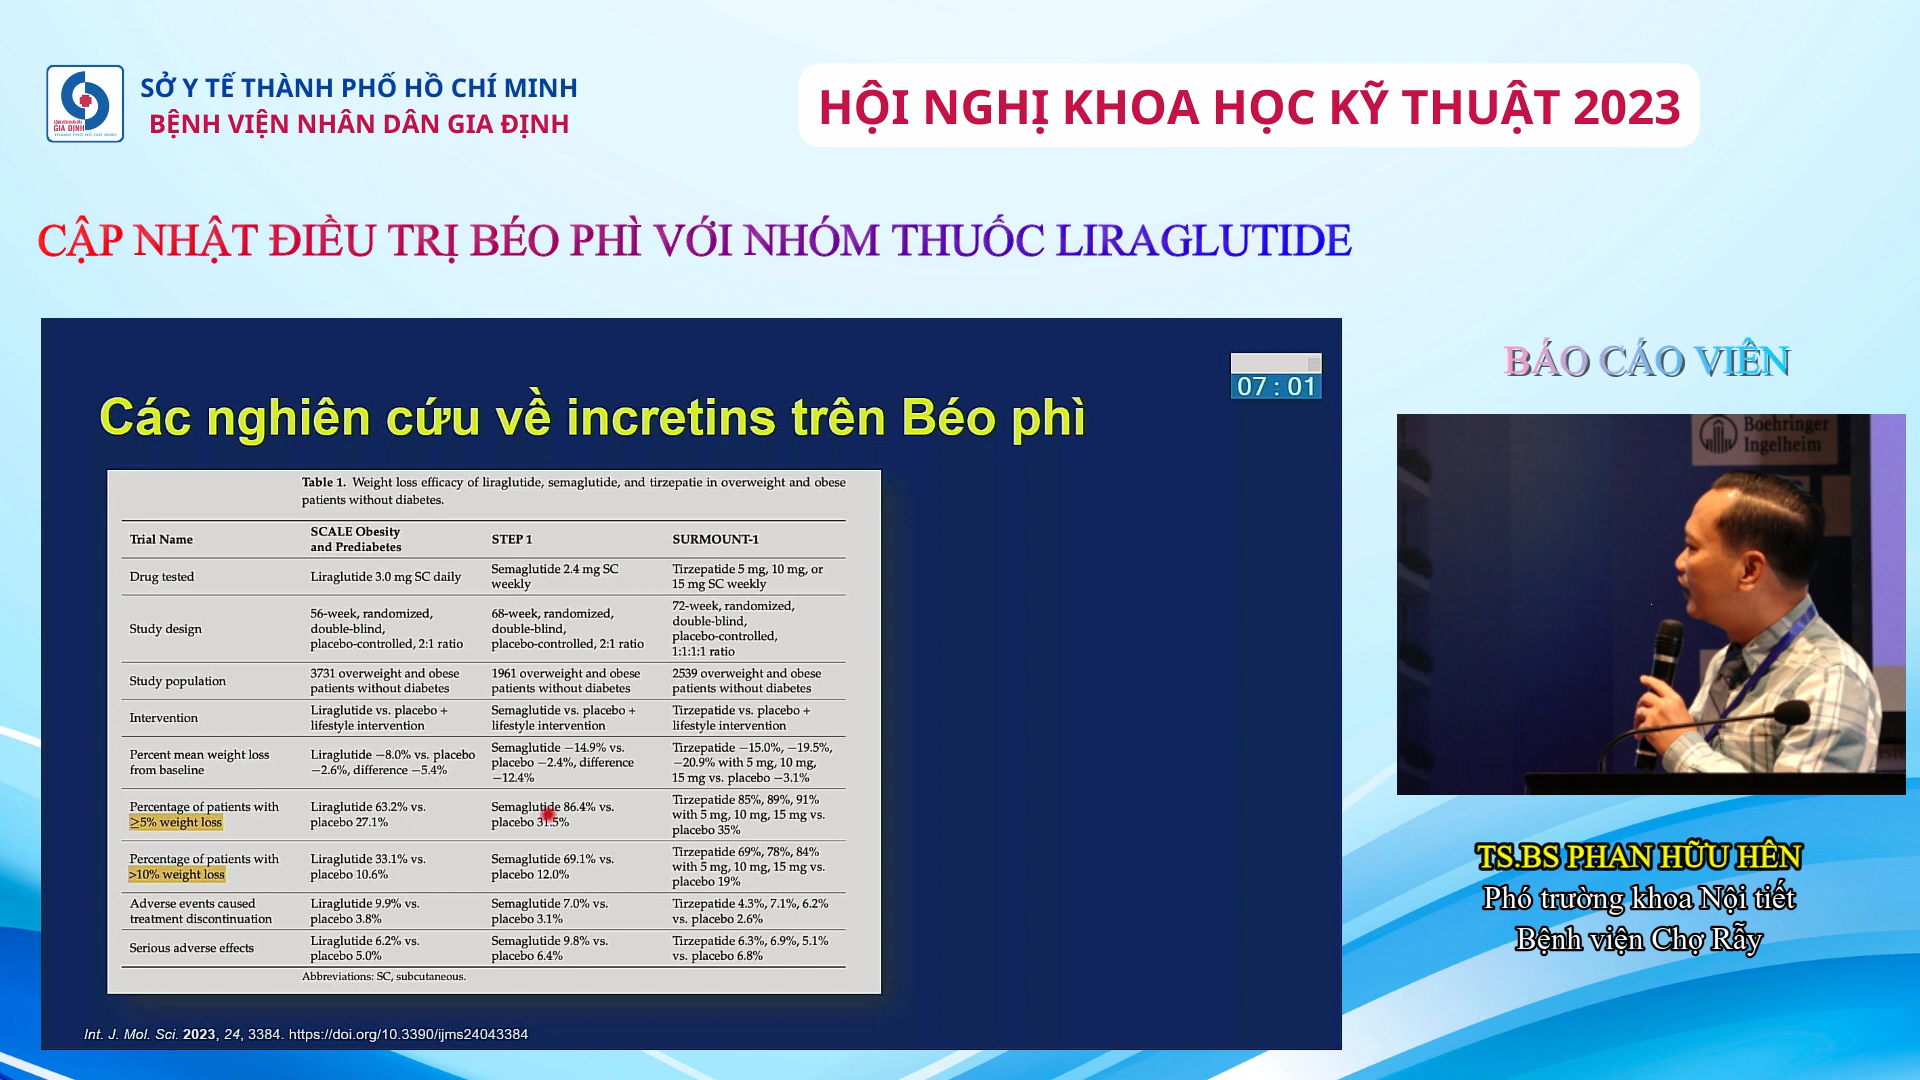 SỞ Y TẾ THÀNH PHỐ HỒ CHÍ MINH
BỆNH VIỆN NHÂN DÂN GIA ĐỊNH
GIA ĐỊNH
HỘI NGHỊ KHOA HỌC KỸ THUẬT 2023
CẬP NHẬT ĐIỀU TRỊ BÉO PHÌ VỚI NHÓM THUỐC LIRAGLUTIDE
07 : 01
Các nghiên cứu về incretins trên Béo phì
Table 1. Weight loss efficacy of liraglutide, semaglutide, and tirzepatie in overweight and obese
patients without diabetes.
Trial Name
SCALE Obesity
and Prediabetes
STEP 1
SURMOUNT-1
Drug tested
Liraglutide 3.0 mg SC daily
Semaglutide 2.4 mg SC
weekly
Tirzepatide 5 mg, 10 mg, or
15 mg SC weekly
Study design
56-week, randomized,
double-blind,
placebo-controlled, 2:1 ratio
68-week, randomized,
double-blind,
placebo-controlled, 2:1 ratio
72-week, randomized,
double-blind,
placebo-controlled,
1:1:1:1 ratio
Study population
3731 overweight and obese
patients without diabetes
1961 overweight and obese
patients without diabetes
2539 overweight and obese
patients without diabetes
Intervention
Liraglutide vs. placebo +
lifestyle intervention
Semaglutide vs. placebo +
lifestyle intervention
Tirzepatide vs. placebo +
lifestyle intervention
Percent mean weight loss
from baseline
Liraglutide −8.0% vs. placebo
−2.6%, difference −5.4%
Semaglutide −14.9% vs.
placebo −2.4%, difference
−12.4%
Tirzepatide −15.0%, −19.5%,
−20.9% with 5 mg, 10 mg,
15 mg vs. placebo −3.1%
Percentage of patients with
≥5% weight loss
Liraglutide 63.2% vs.
placebo 27.1%
Semaglutide 86.4% vs.
placebo 31.5%
Tirzepatide 85%, 89%, 91%
with 5 mg, 10 mg, 15 mg vs.
placebo 35%
Percentage of patients with
>10% weight loss
Liraglutide 33.1% vs.
placebo 10.6%
Semaglutide 69.1% vs.
placebo 12.0%
Tirzepatide 69%, 78%, 84%
with 5 mg, 10 mg, 15 mg vs.
placebo 19%
Adverse events caused
treatment discontinuation
Liraglutide 9.9% vs.
placebo 3.8%
Semaglutide 7.0% vs.
placebo 3.1%
Tirzepatide 4.3%, 7.1%, 6.2%
vs. placebo 2.6%
Serious adverse effects
Liraglutide 6.2% vs.
placebo 5.0%
Semaglutide 9.8% vs.
placebo 6.4%
Tirzepatide 6.3%, 6.9%, 5.1%
vs. placebo 6.8%
Abbreviations: SC, subcutaneous.
Int. J. Mol. Sci. 2023, 24, 3384. https://doi.org/10.3390/ijms24043384
BÁO CÁO VIÊN
Boehringer
Ingelheim
TS.BS PHAN HỮU HÊN
Phó trường khoa Nội tiết
Bệnh viện Chợ Rẫy